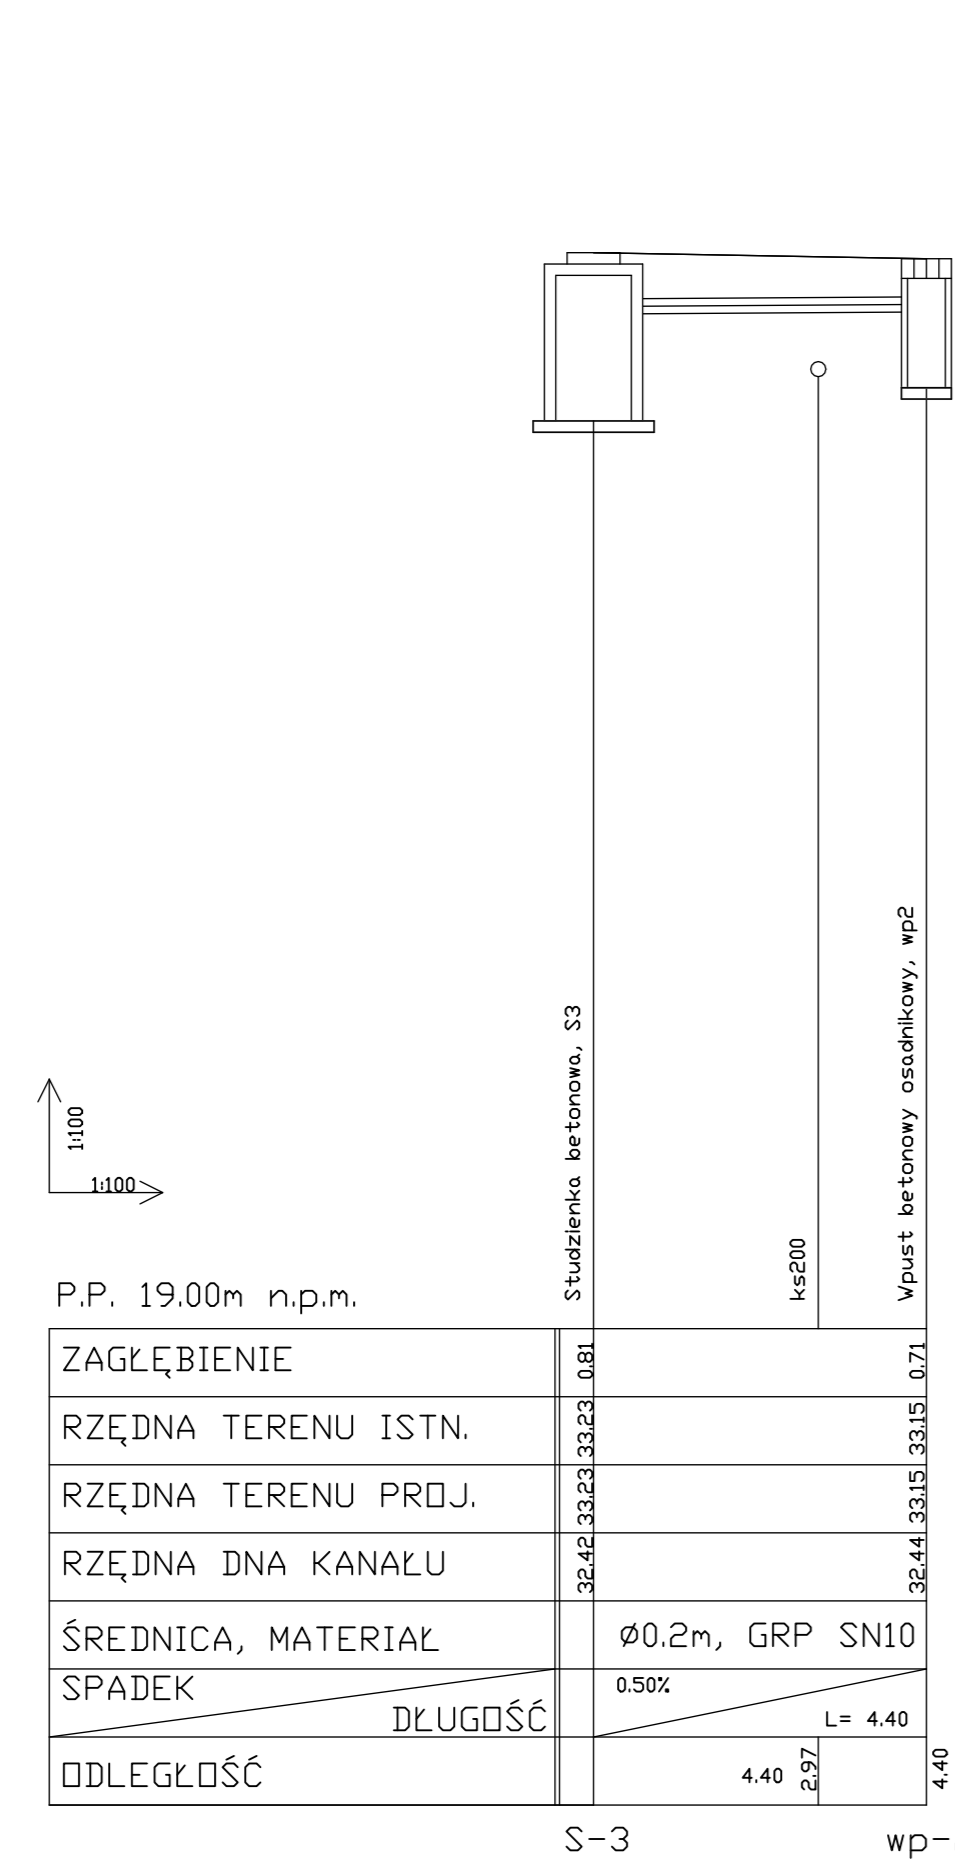 Studzienka betonowa, S3
ks200
Wpust betonowy osadnikowy, wp2
1:100
1:100
P.P. 19.00m n.p.m.
ZAGŁĘBIENIE 0.81 0.71
RZĘDNA TERENU ISTN. 33.23 33.15
RZĘDNA TERENU PROJ. 33.23 33.15
RZĘDNA DNA KANAŁU 32.42 32.44
ŚREDNICA, MATERIAŁ Ø0.2m, GRP SN10
SPADEK 0.50%
DŁUGOŚĆ L= 4.40
ODLEGŁOŚĆ 4.40 2.97 4.40
S-3 wp-